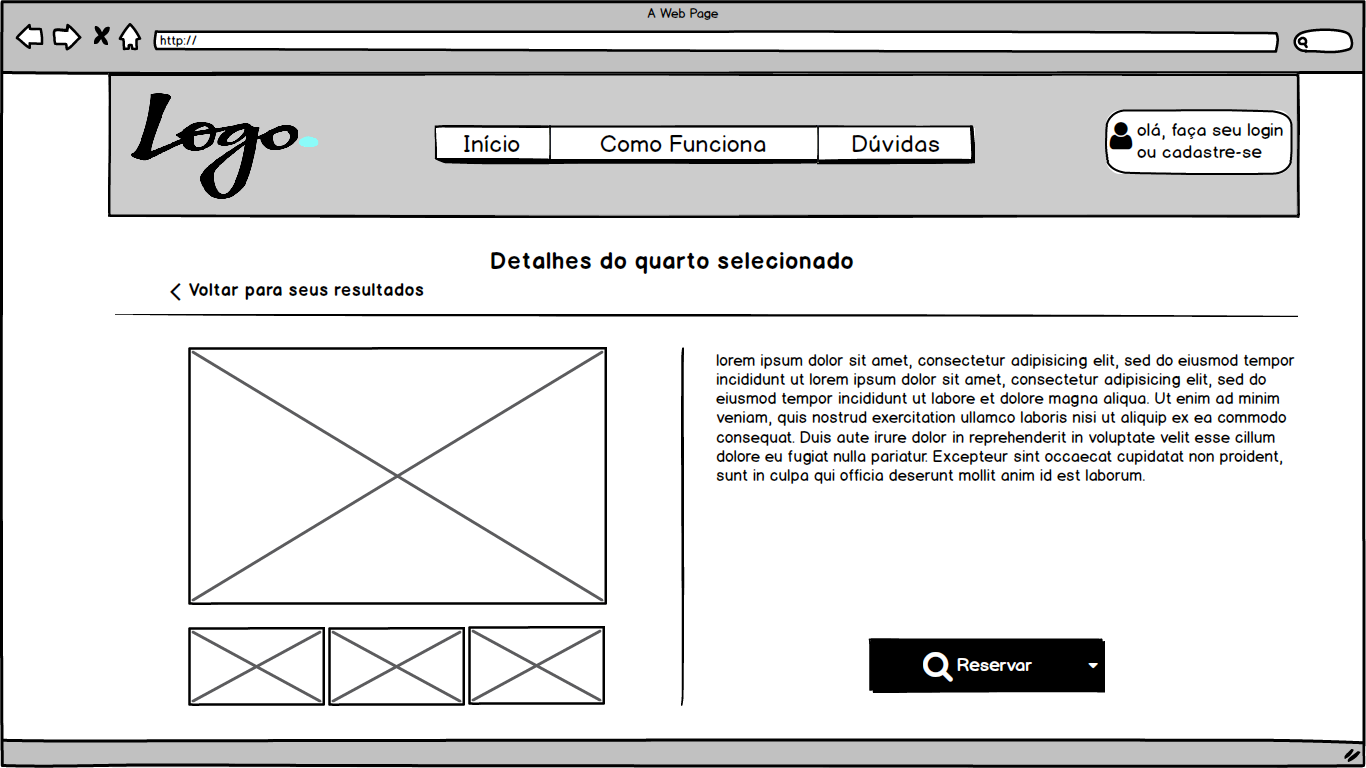 A Web Page
http://
Logo
Início
Como Funciona
Dúvidas
olá, faça seu login
ou cadastre-se
Detalhes do quarto selecionado
Voltar para seus resultados
lorem ipsum dolor sit amet, consectetur adipisicing elit, sed do eiusmod tempor
incididunt ut lorem ipsum dolor sit amet, consectetur adipisicing elit, sed do
eiusmod tempor incididunt ut labore et dolore magna aliqua. Ut enim ad minim
veniam, quis nostrud exercitation ullamco laboris nisi ut aliquip ex ea commodo
consequat. Duis aute irure dolor in reprehenderit in voluptate velit esse cillum
dolore eu fugiat nulla pariatur. Excepteur sint occaecat cupidatat non proident,
sunt in culpa qui officia deserunt mollit anim id est laborum.
Reservar